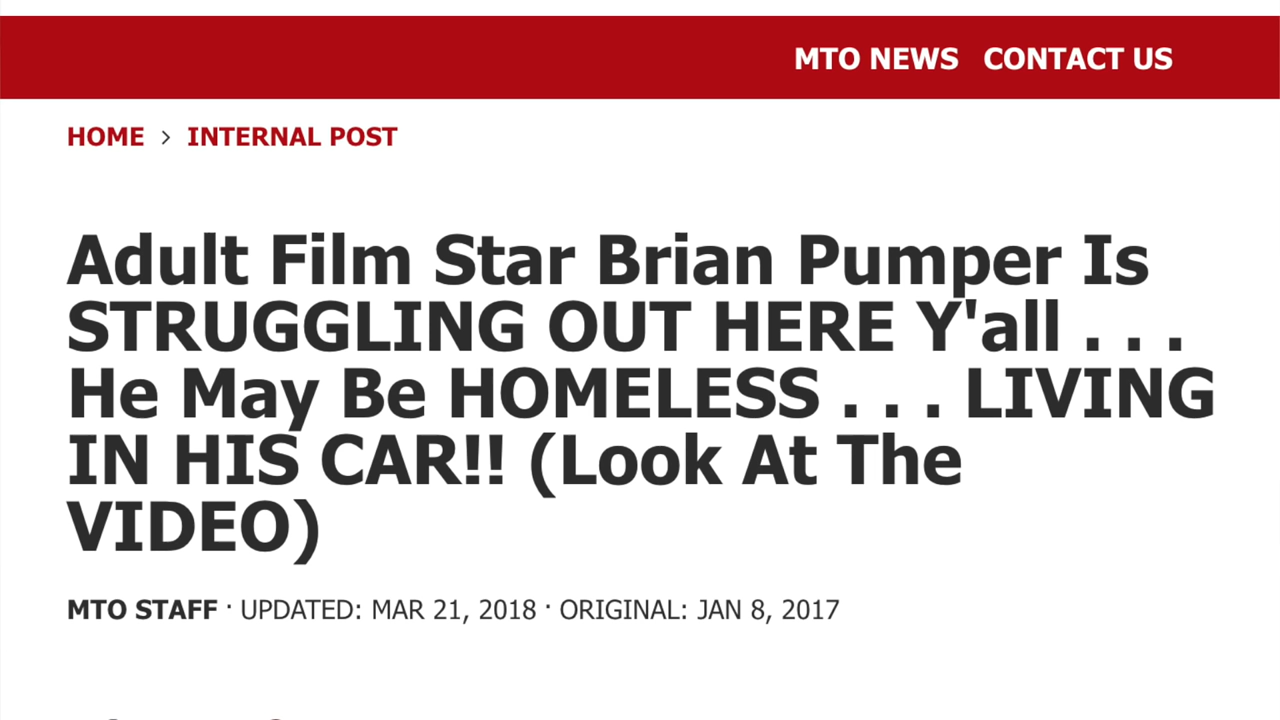 MTO NEWS CONTACT US
HOME > INTERNAL POST
Adult Film Star Brian Pumper Is
STRUGGLING OUT HERE Y'all . . .
He May Be HOMELESS . . . LIVING
IN HIS CAR!! (Look At The
VIDEO)
MTO STAFF · UPDATED: MAR 21, 2018 · ORIGINAL: JAN 8, 2017